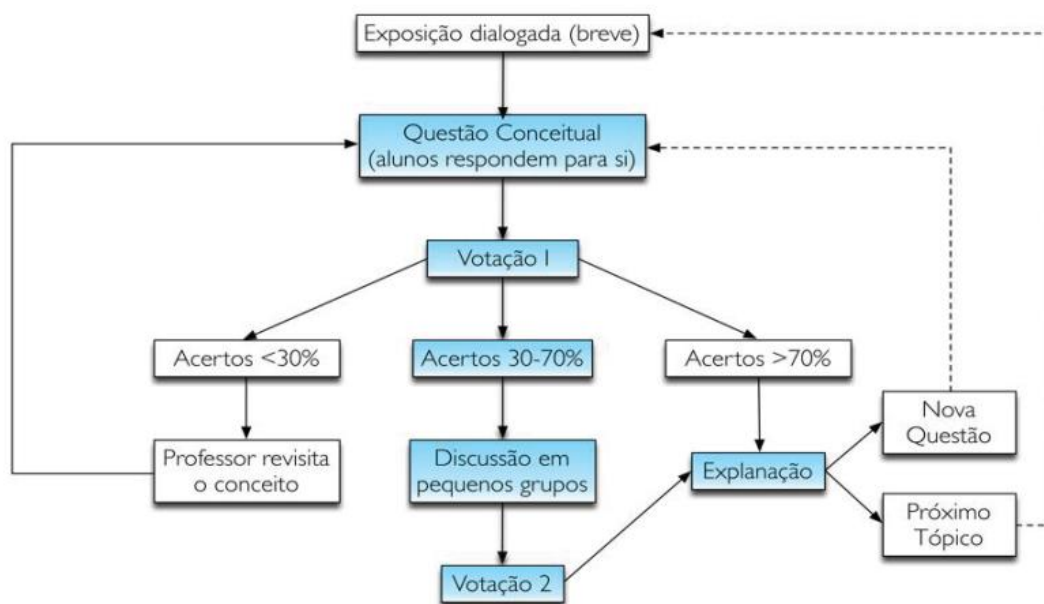 Exposição dialogada (breve)
Questão Conceitual
(alunos respondem para si)
Votação I
Acertos <30%
Acertos 30-70%
Acertos >70%
Professor revisita
o conceito
Discussão em
pequenos grupos
Explanação
Nova
Questão
Próximo
Tópico
Votação 2